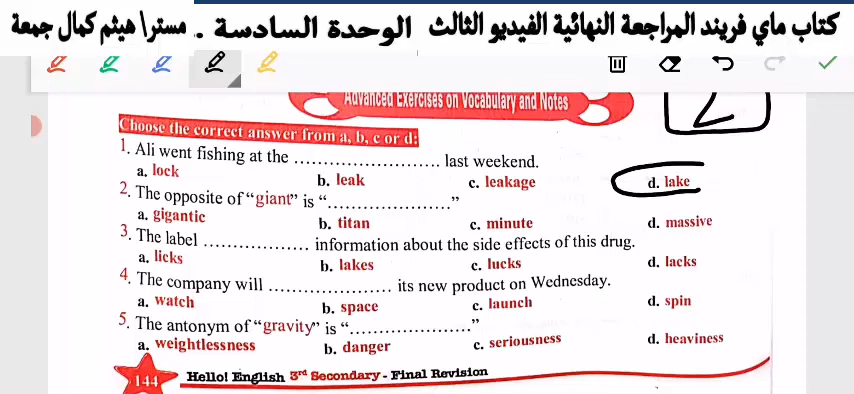 كتاب ماي فريند المراجعة النهائية الفيديو الثالث الوحدة السادسة . مستر\ هيثم كمال جمعة
Advanced Exercises on Vocabulary and Notes
2
Choose the correct answer from a, b, c or d:
1. Ali went fishing at the .......................... last weekend.
a. lock b. leak c. leakage d. lake
2. The opposite of “giant” is “......................”
a. gigantic b. titan c. minute d. massive
3. The label ................... information about the side effects of this drug.
a. licks b. lakes c. lucks d. lacks
4. The company will ...................... its new product on Wednesday.
a. watch b. space c. launch d. spin
5. The antonym of “gravity” is “......................”
a. weightlessness b. danger c. seriousness d. heaviness
144 Hello! English 3rd Secondary - Final Revision